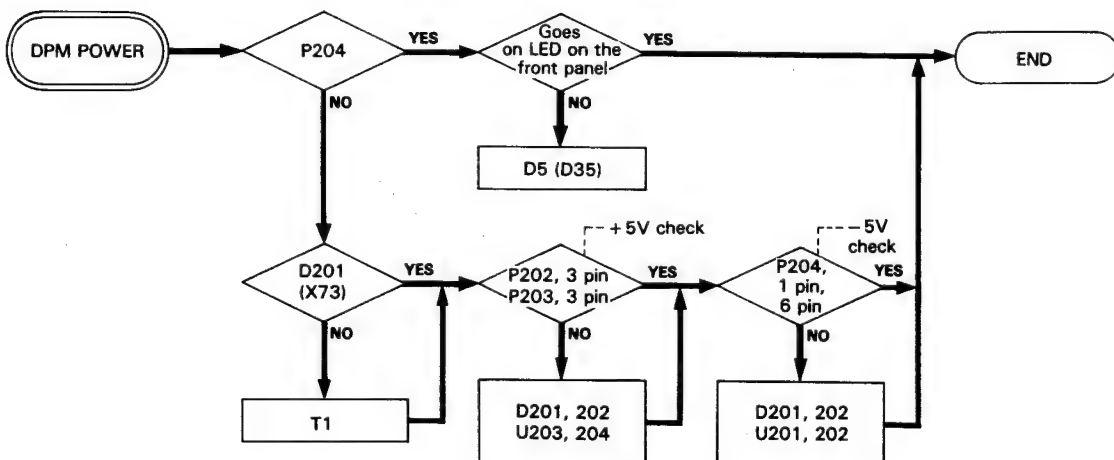 DPM POWER
P204
YES
Goes
on LED on the
front panel
YES
END
NO
NO
D5 (D35)
+5V check
-5V
check
D201
(X73)
YES
P202, 3 pin
P203, 3 pin
YES
P204,
1 pin,
6 pin
YES
NO
NO
NO
T1
D201, 202
U203, 204
D201, 202
U201, 202